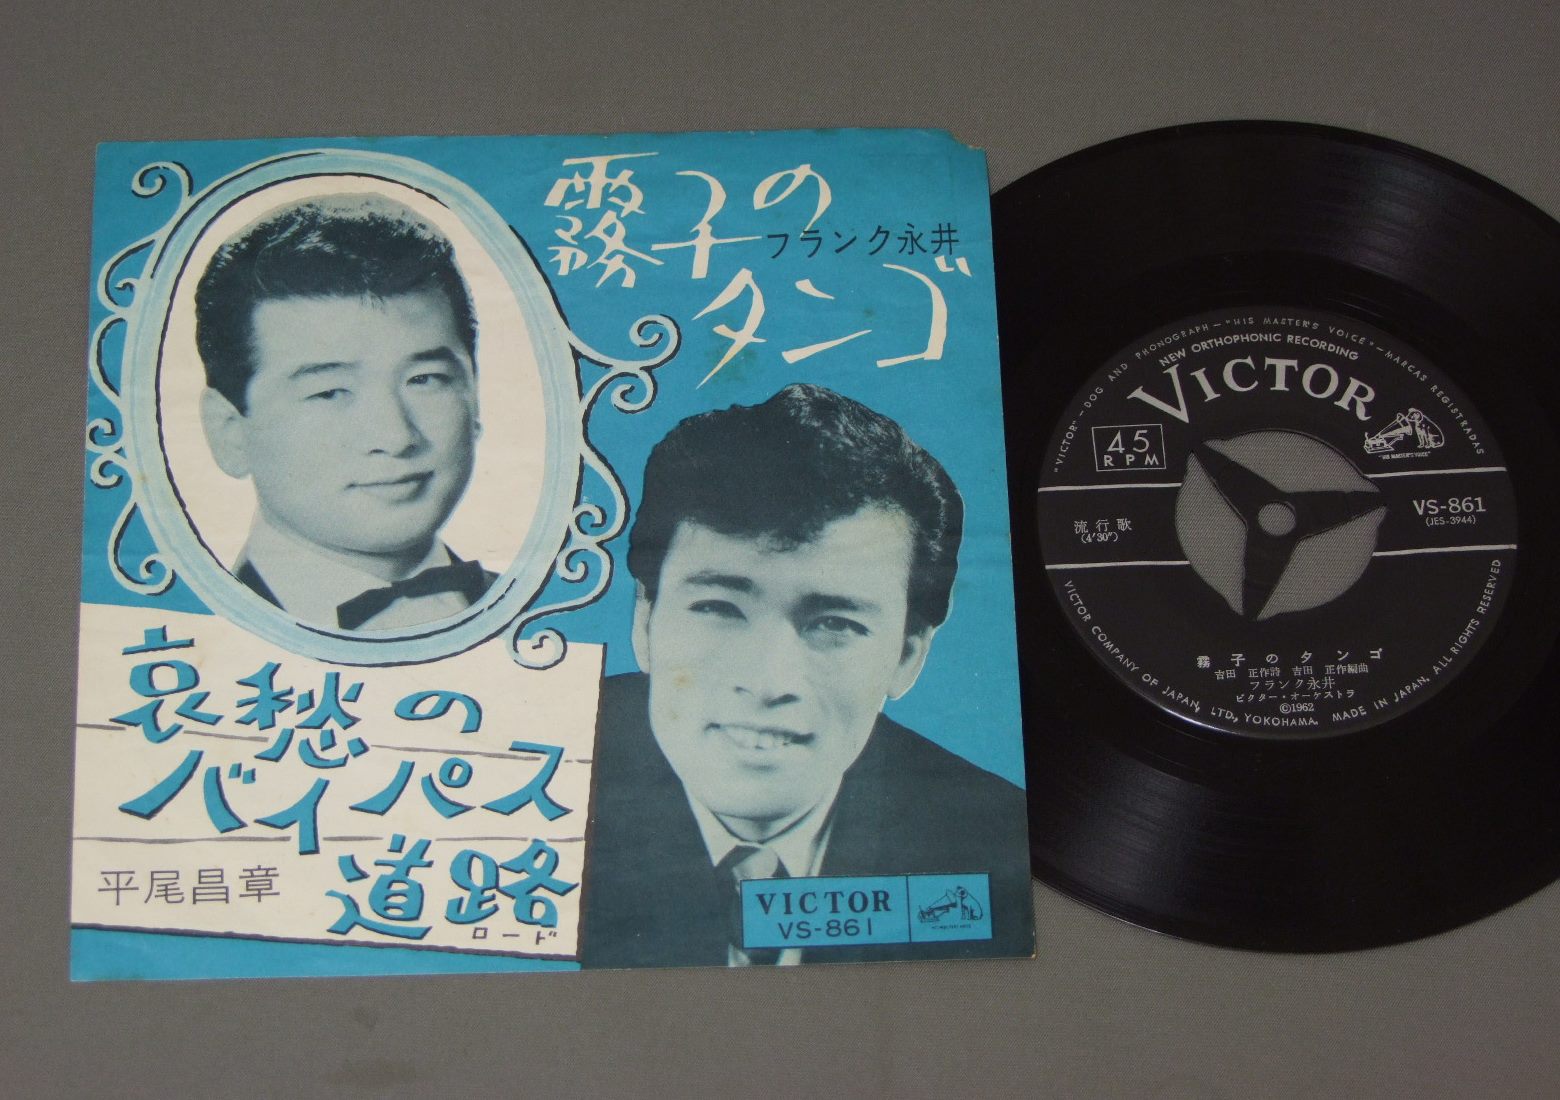 霧子の
タンゴ
フランク永井
哀愁の
バイパス
道路
ロード
平尾昌章
VICTOR
VS-861
"VICTOR" – DOG AND PHONOGRAPH – "HIS MASTER'S VOICE" – MARCAS REGISTRADAS
NEW ORTHOPHONIC RECORDING
VICTOR
45
RPM
"HIS MASTER'S VOICE"
流行歌
(4'30")
VS-861
(JES-3944)
霧子のタンゴ
吉田 正作詩 吉田 正作編曲
フランク永井
ビクター・オーケストラ
©1962
VICTOR COMPANY OF JAPAN, LTD., YOKOHAMA. MADE IN JAPAN. ALL RIGHTS RESERVED